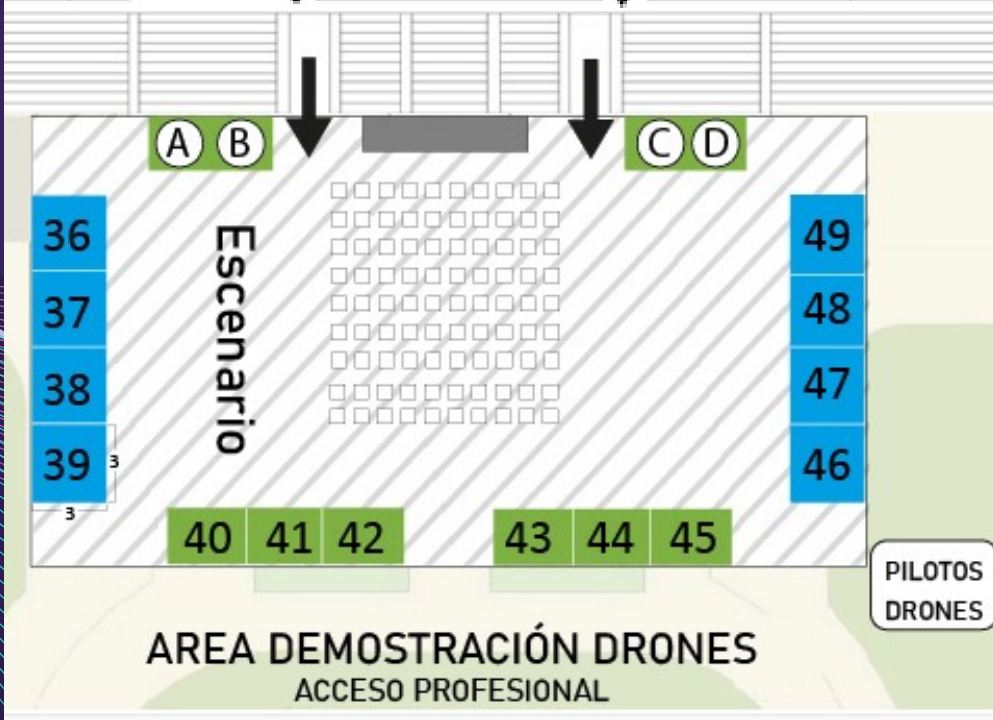 A B
C D
36
37
38
39
3
3
Escenario
49
48
47
46
40 41 42
43 44 45
PILOTOS
DRONES
AREA DEMOSTRACIÓN DRONES
ACCESO PROFESIONAL